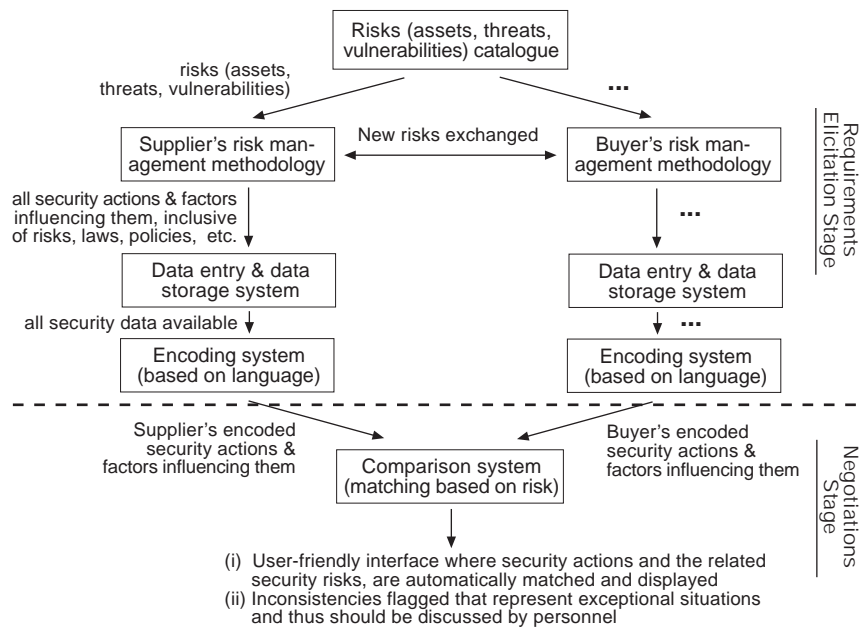 Risks (assets, threats,
vulnerabilities) catalogue
risks (assets,
threats, vulnerabilities)
...
Supplier's risk man-
agement methodology
New risks exchanged
Buyer's risk man-
agement methodology
all security actions & factors
influencing them, inclusive
of risks, laws, policies, etc.
...
Data entry & data
storage system
Data entry & data
storage system
all security data available
...
Encoding system
(based on language)
Encoding system
(based on language)
Requirements
Elicitation Stage
Supplier's encoded
security actions &
factors influencing them
Buyer's encoded
security actions &
factors influencing them
Comparison system
(matching based on risk)
Negotiations
Stage
(i) User-friendly interface where security actions and the related
security risks, are automatically matched and displayed
(ii) Inconsistencies flagged that represent exceptional situations
and thus should be discussed by personnel